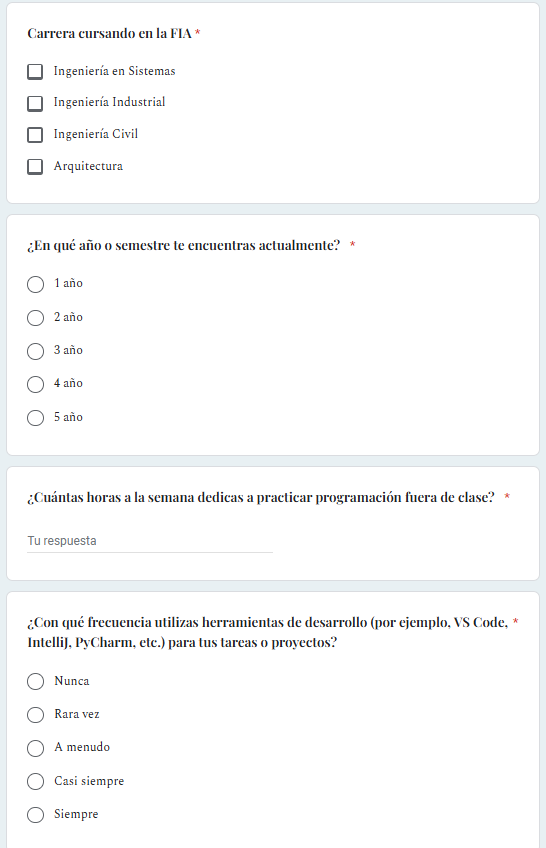 Carrera cursando en la FIA *
Ingeniería en Sistemas
Ingeniería Industrial
Ingeniería Civil
Arquitectura
¿En qué año o semestre te encuentras actualmente? *
1 año
2 año
3 año
4 año
5 año
¿Cuántas horas a la semana dedicas a practicar programación fuera de clase? *
Tu respuesta
¿Con qué frecuencia utilizas herramientas de desarrollo (por ejemplo, VS Code, *
IntelliJ, PyCharm, etc.) para tus tareas o proyectos?
Nunca
Rara vez
A menudo
Casi siempre
Siempre